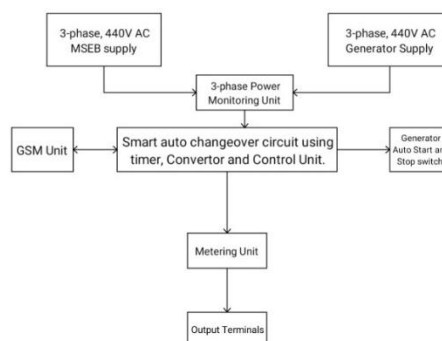 3-phase, 440V AC
MSEB supply
3-phase, 440V AC
Generator Supply
3-phase Power
Monitoring Unit
GSM Unit
Smart auto changeover circuit using
timer, Convertor and Control Unit.
Generator
Auto Start an
Stop switch
Metering Unit
Output Terminals